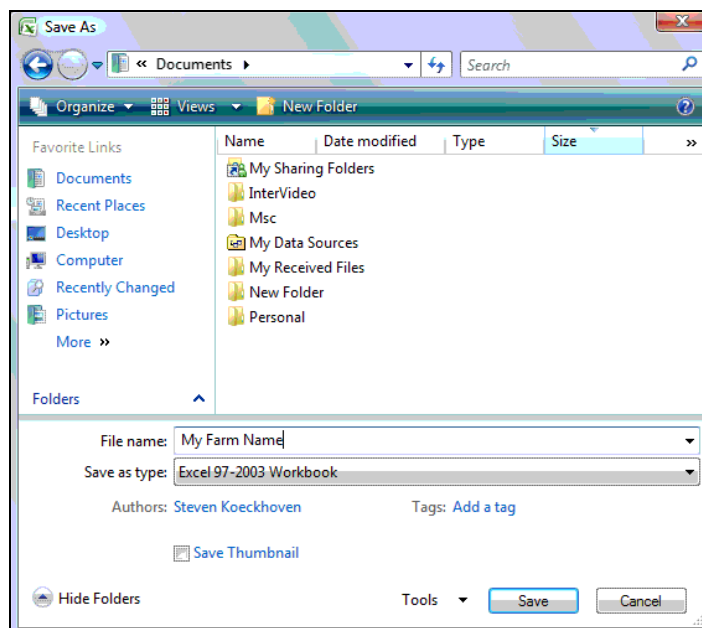 Save As
« Documents
Search
Organize Views New Folder
Favorite Links
Documents
Recent Places
Desktop
Computer
Recently Changed
Pictures
More »
Folders
Name Date modified Type Size »
My Sharing Folders
InterVideo
Msc
My Data Sources
My Received Files
New Folder
Personal
File name: My Farm Name
Save as type: Excel 97-2003 Workbook
Authors: Steven Koeckhoven Tags: Add a tag
Save Thumbnail
Hide Folders Tools Save Cancel